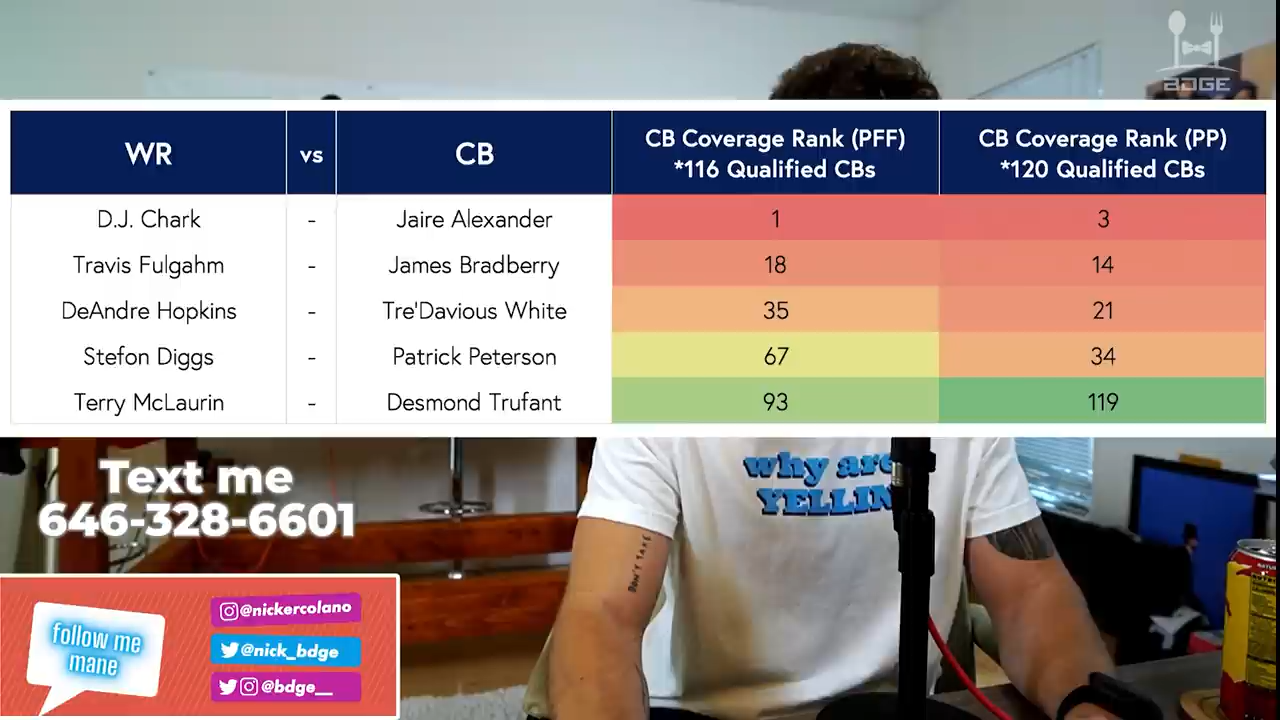 BDGE
WR vs CB CB Coverage Rank (PFF) CB Coverage Rank (PP)
*116 Qualified CBs *120 Qualified CBs
D.J. Chark - Jaire Alexander 1 3
Travis Fulgahm - James Bradberry 18 14
DeAndre Hopkins - Tre'Davious White 35 21
Stefon Diggs - Patrick Peterson 67 34
Terry McLaurin - Desmond Trufant 93 119
Text me
646-328-6601
why are
YELLIN
DON'T TAKE
follow me
mane
@nickercolano
@nick_bdge
@bdge__